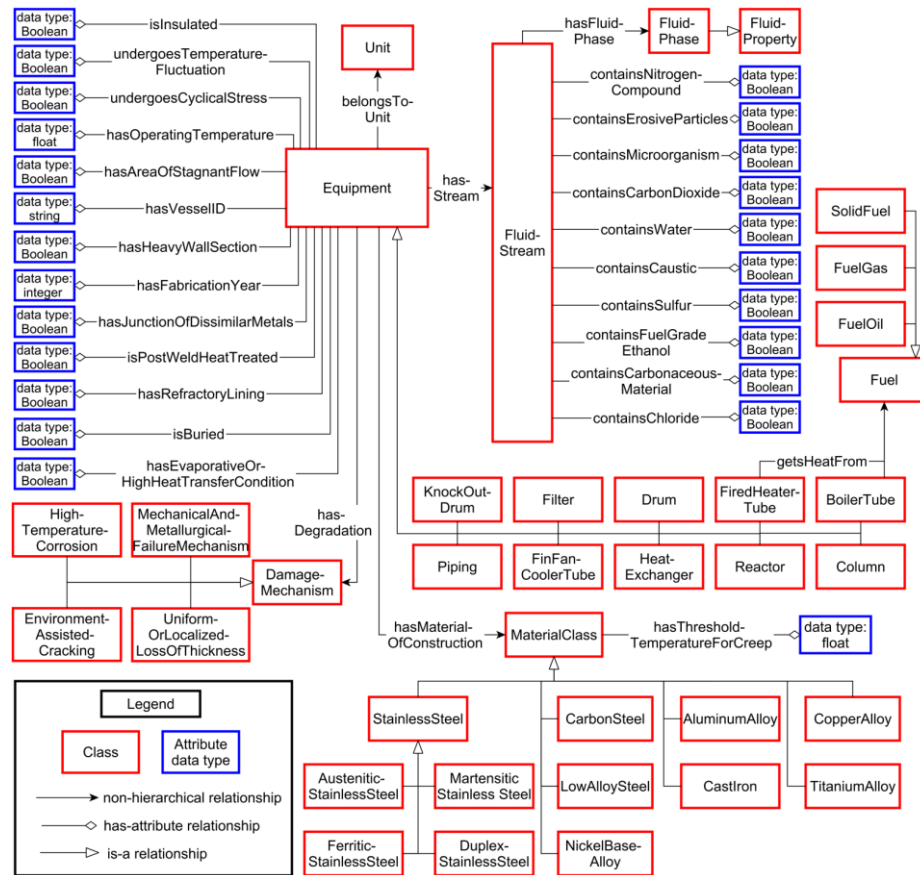 data type:
Boolean
isInsulated
data type:
Boolean
undergoesTemperature-
Fluctuation
data type:
Boolean
undergoesCyclicalStress
data type:
float
hasOperatingTemperature
data type:
Boolean
hasAreaOfStagnantFlow
data type:
string
hasVesselID
data type:
Boolean
hasHeavyWallSection
data type:
integer
hasFabricationYear
data type:
Boolean
hasJunctionOfDissimilarMetals
data type:
Boolean
isPostWeldHeatTreated
data type:
Boolean
hasRefractoryLining
data type:
Boolean
isBuried
data type:
Boolean
hasEvaporativeOr-
HighHeatTransferCondition
Unit
belongsTo-
Unit
Equipment
has-
Stream
Fluid-
Stream
hasFluid-
Phase
Fluid-
Phase
Fluid-
Property
containsNitrogen-
Compound
data type:
Boolean
containsErosiveParticles
data type:
Boolean
containsMicroorganism
data type:
Boolean
containsCarbonDioxide
data type:
Boolean
containsWater
data type:
Boolean
containsCaustic
data type:
Boolean
containsSulfur
data type:
Boolean
containsFuelGrade
Ethanol
data type:
Boolean
containsCarbonaceous-
Material
data type:
Boolean
containsChloride
data type:
Boolean
SolidFuel
FuelGas
FuelOil
Fuel
getsHeatFrom
KnockOut-
Drum
Filter
Drum
FiredHeater-
Tube
BoilerTube
Piping
FinFan-
CoolerTube
Heat-
Exchanger
Reactor
Column
has-
Degradation
High-
Temperature-
Corrosion
MechanicalAnd-
Metallurgical-
FailureMechanism
Damage-
Mechanism
Environment-
Assisted-
Cracking
Uniform-
OrLocalized-
LossOfThickness
hasMaterial-
OfConstruction
MaterialClass
hasThreshold-
TemperatureForCreep
data type:
float
StainlessSteel
CarbonSteel
AluminumAlloy
CopperAlloy
Austenitic-
StainlessSteel
Martensitic
Stainless Steel
LowAlloySteel
CastIron
TitaniumAlloy
Ferritic-
StainlessSteel
Duplex-
StainlessSteel
NickelBase-
Alloy
Legend
Class
Attribute
data type
non-hierarchical relationship
has-attribute relationship
is-a relationship